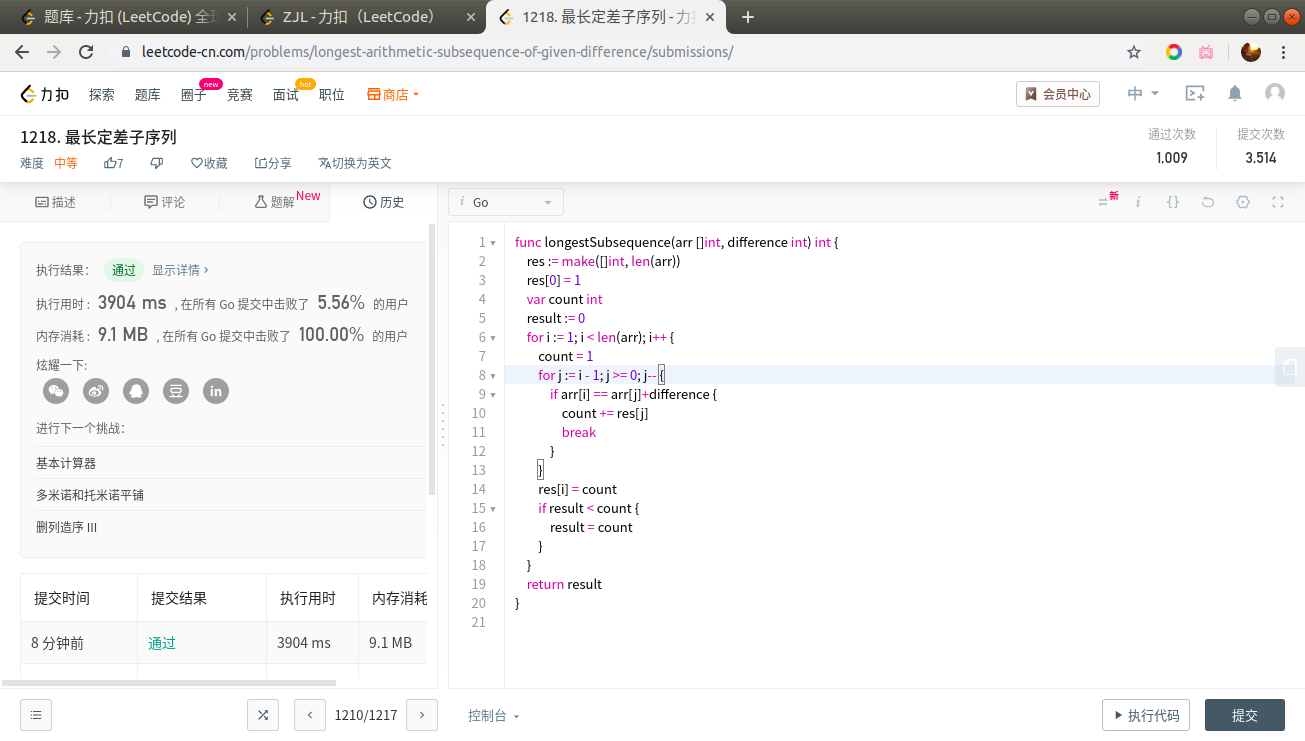 题库 - 力扣 (LeetCode) 全球
ZJL - 力扣（LeetCode）
1218. 最长定差子序列 - 力扣
leetcode-cn.com/problems/longest-arithmetic-subsequence-of-given-difference/submissions/
力扣 探索 题库 圈子 new 竞赛 面试 hot 职位 商店 会员中心 中
1218. 最长定差子序列
难度 中等 7 收藏 分享 切换为英文
通过次数 提交次数
1,009 3,514
描述 评论 题解 New 历史
i Go
新 i {}
执行结果： 通过 显示详情 ›
执行用时 : 3904 ms , 在所有 Go 提交中击败了 5.56% 的用户
内存消耗 : 9.1 MB , 在所有 Go 提交中击败了 100.00% 的用户
炫耀一下:
豆 in
进行下一个挑战：
基本计算器
多米诺和托米诺平铺
删列造序 III
提交时间 提交结果 执行用时 内存消耗
8 分钟前 通过 3904 ms 9.1 MB
1 func longestSubsequence(arr []int, difference int) int {
2 res := make([]int, len(arr))
3 res[0] = 1
4 var count int
5 result := 0
6 for i := 1; i < len(arr); i++ {
7 count = 1
8 for j := i - 1; j >= 0; j-- {
9 if arr[i] == arr[j]+difference {
10 count += res[j]
11 break
12 }
13 }
14 res[i] = count
15 if result < count {
16 result = count
17 }
18 }
19 return result
20 }
21
1210/1217 控制台 执行代码 提交